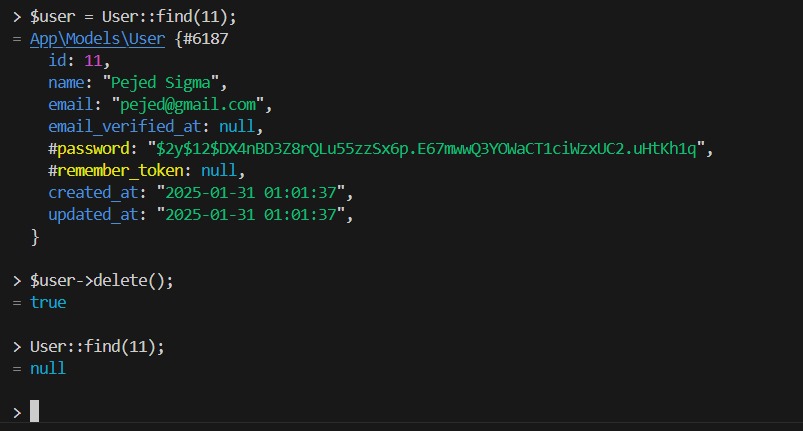 > $user = User::find(11);
= App\Models\User {#6187
id: 11,
name: "Pejed Sigma",
email: "pejed@gmail.com",
email_verified_at: null,
#password: "$2y$12$DX4nBD3Z8rQLu55zzSx6p.E67mwwQ3YOWaCT1ciWzxUC2.uHtKh1q",
#remember_token: null,
created_at: "2025-01-31 01:01:37",
updated_at: "2025-01-31 01:01:37",
}
> $user->delete();
= true
> User::find(11);
= null
>